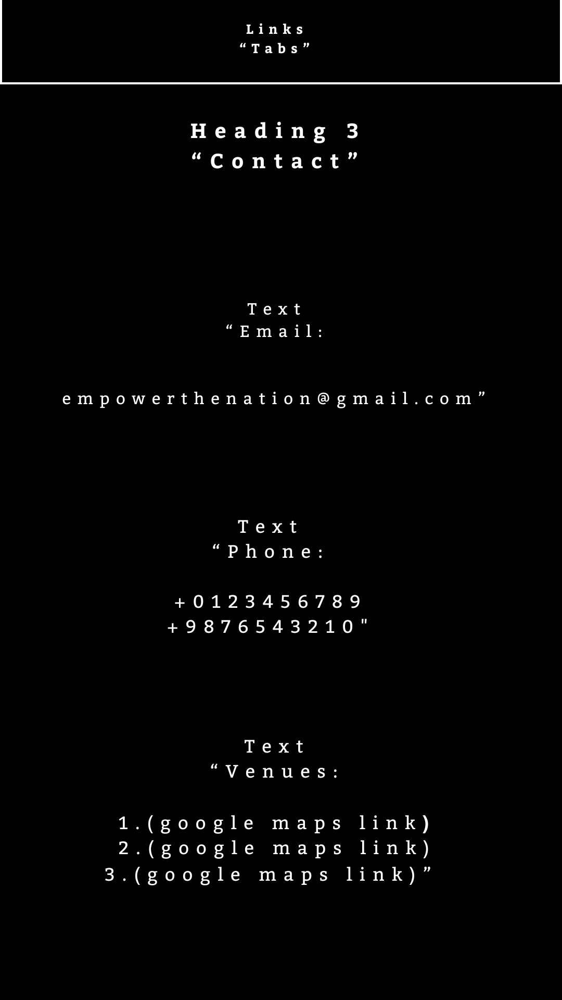 Links
“Tabs”
Heading 3
“Contact”
Text
“Email:
empowerthenation@gmail.com”
Text
“Phone:
+0123456789
+9876543210"
Text
“Venues:
1.(google maps link)
2.(google maps link)
3.(google maps link)”